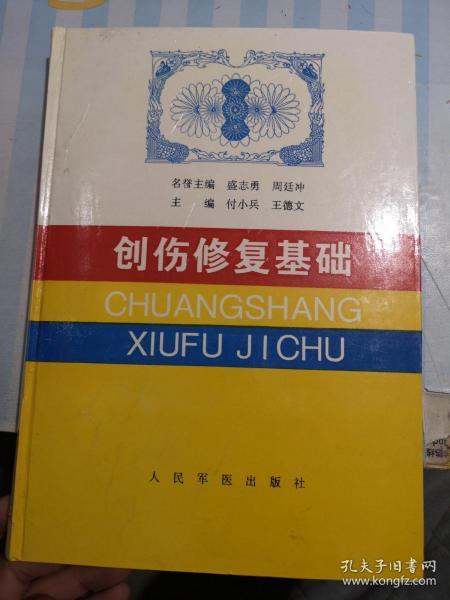 名誉主编 盛志勇 周廷冲
主 编 付小兵 王德文
创伤修复基础
CHUANGSHANG
XIUFU JICHU
人民军医出版社
孔夫子旧书网
www.kongfz.com